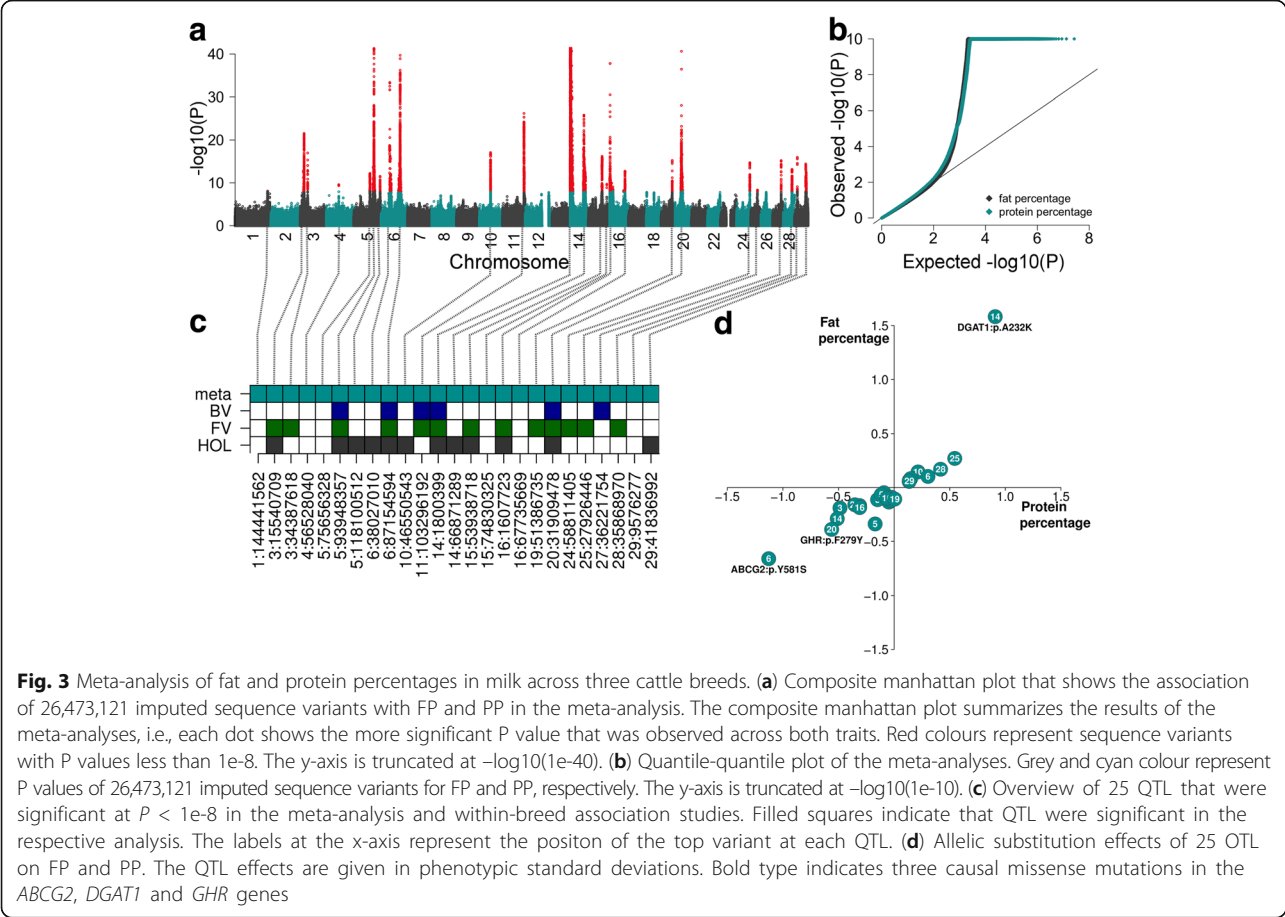 a
-log10(P)
40
30
20
10
0
1
2
3
4
5
6
7
8
9
10
11
12
14
16
18
20
22
24
26
28
Chromosome
b
Observed -log10(P)
10
8
6
4
2
0
fat percentage
protein percentage
0
2
4
6
8
Expected -log10(P)
c
meta
BV
FV
HOL
1:144441562
3:15540709
3:34387618
4:56528040
5:75656328
5:93948357
5:118100512
6:38027010
6:87154594
10:46550543
11:103296192
14:1800399
14:66871289
15:53938718
15:74830325
16:1607723
16:67735669
19:51386735
20:31909478
24:58811405
25:27926446
27:36221754
28:35868970
29:9576277
29:41836992
d
Fat
percentage
1.5
1.0
0.5
−0.5
−1.0
−1.5
−1.5
−1.0
−0.5
0.5
1.0
1.5
Protein
percentage
14
DGAT1:p.A232K
25
28
10
6
29
19
3
16
14
5
20
GHR:p.F279Y
6
ABCG2:p.Y581S
Fig. 3 Meta-analysis of fat and protein percentages in milk across three cattle breeds. (a) Composite manhattan plot that shows the association
of 26,473,121 imputed sequence variants with FP and PP in the meta-analysis. The composite manhattan plot summarizes the results of the
meta-analyses, i.e., each dot shows the more significant P value that was observed across both traits. Red colours represent sequence variants
with P values less than 1e-8. The y-axis is truncated at –log10(1e-40). (b) Quantile-quantile plot of the meta-analyses. Grey and cyan colour represent
P values of 26,473,121 imputed sequence variants for FP and PP, respectively. The y-axis is truncated at –log10(1e-10). (c) Overview of 25 QTL that were
significant at P < 1e-8 in the meta-analysis and within-breed association studies. Filled squares indicate that QTL were significant in the
respective analysis. The labels at the x-axis represent the positon of the top variant at each QTL. (d) Allelic substitution effects of 25 OTL
on FP and PP. The QTL effects are given in phenotypic standard deviations. Bold type indicates three causal missense mutations in the
ABCG2, DGAT1 and GHR genes